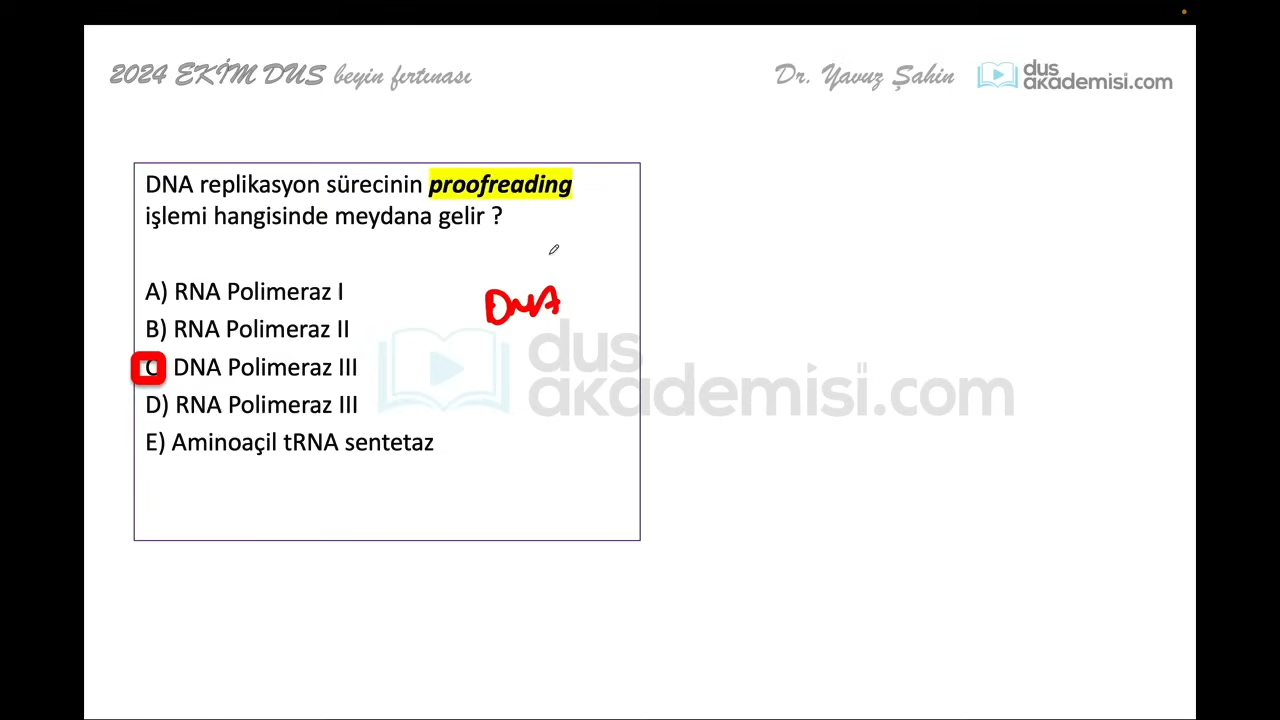 2024 EKİM DUS beyin fırtınası
Dr. Yavuz Şahin
dus
akademisi.com
DNA replikasyon sürecinin proofreading
işlemi hangisinde meydana gelir ?
A) RNA Polimeraz I
DNA
B) RNA Polimeraz II
C) DNA Polimeraz III
D) RNA Polimeraz III
E) Aminoaçil tRNA sentetaz
dus
akademisi.com